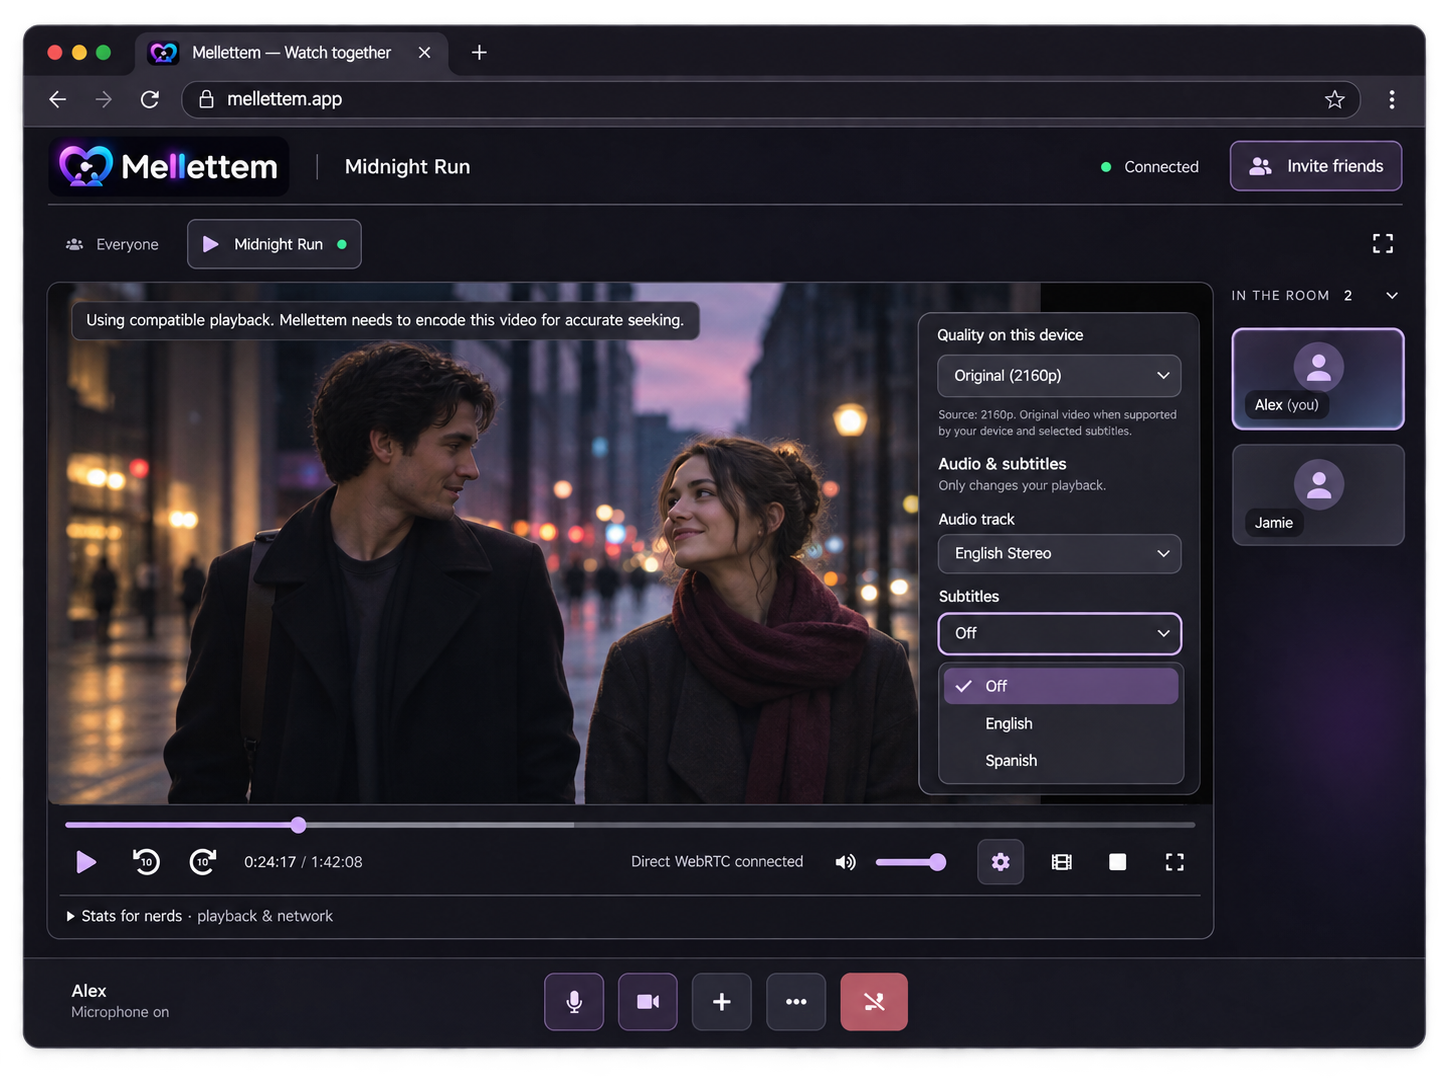 Mellettem — Watch together
mellettem.app
Mellettem
Midnight Run
Connected
Invite friends
Everyone
Midnight Run
IN THE ROOM 2
Using compatible playback. Mellettem needs to encode this video for accurate seeking.
Quality on this device
Original (2160p)
Source: 2160p. Original video when supported
by your device and selected subtitles.
Audio & subtitles
Only changes your playback.
Audio track
English Stereo
Subtitles
Off
Off
English
Spanish
Alex (you)
Jamie
10
10
0:24:17 / 1:42:08
Direct WebRTC connected
Stats for nerds · playback & network
Alex
Microphone on